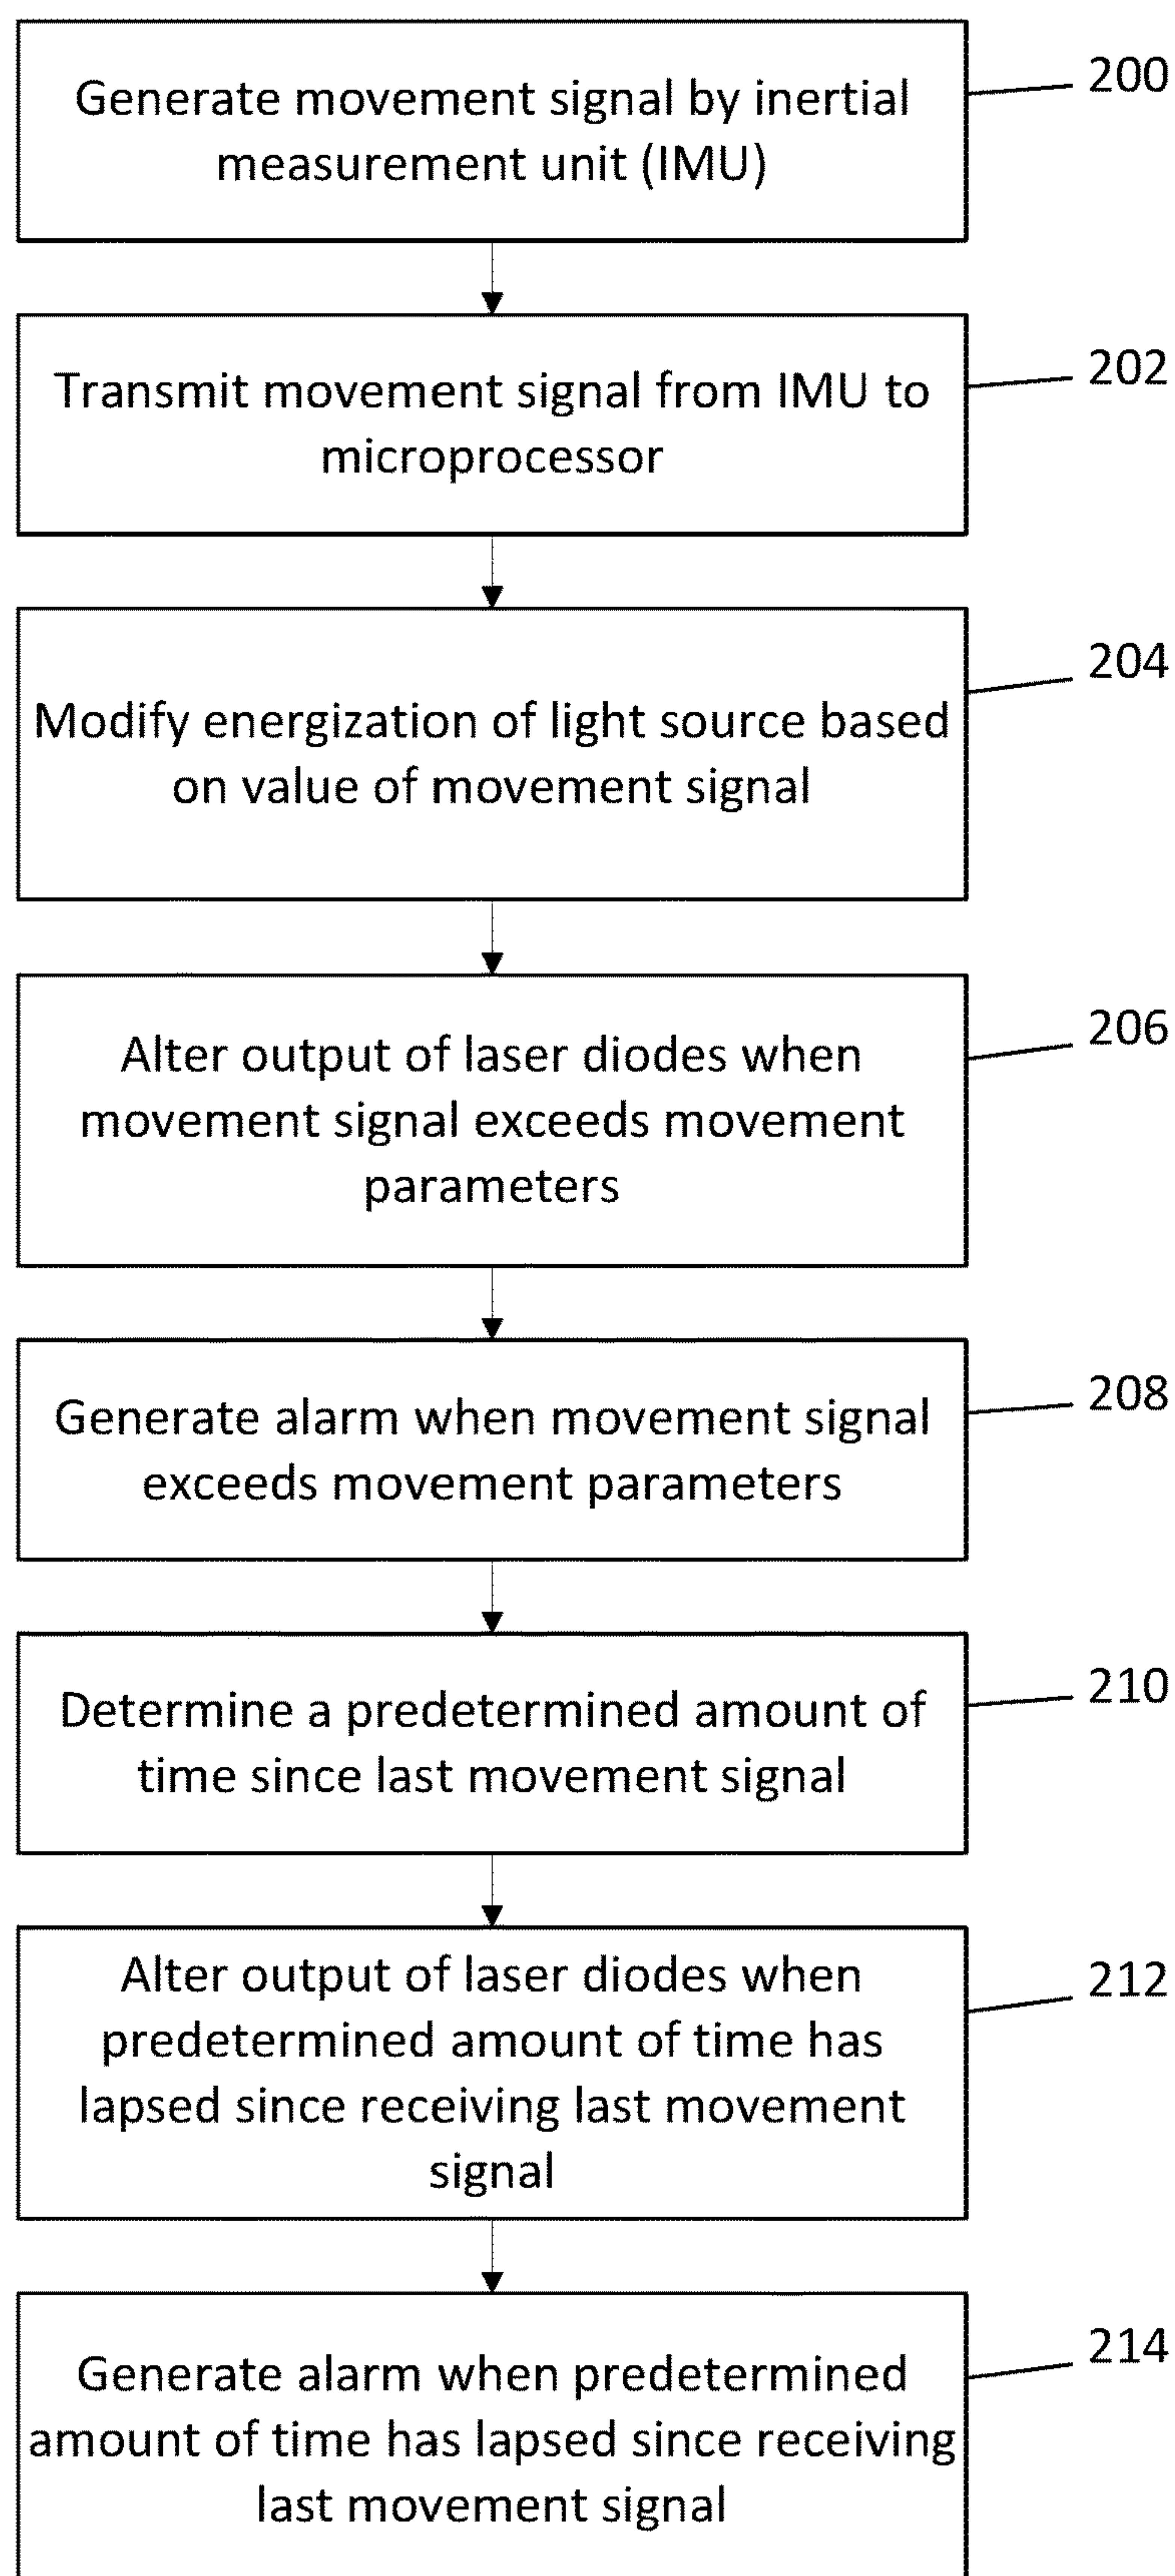 Generate movement signal by inertial
measurement unit (IMU)
200
Transmit movement signal from IMU to
microprocessor
202
Modify energization of light source based
on value of movement signal
204
Alter output of laser diodes when
movement signal exceeds movement
parameters
206
Generate alarm when movement signal
exceeds movement parameters
208
Determine a predetermined amount of
time since last movement signal
210
Alter output of laser diodes when
predetermined amount of time has
lapsed since receiving last movement
signal
212
Generate alarm when predetermined
amount of time has lapsed since receiving
last movement signal
214